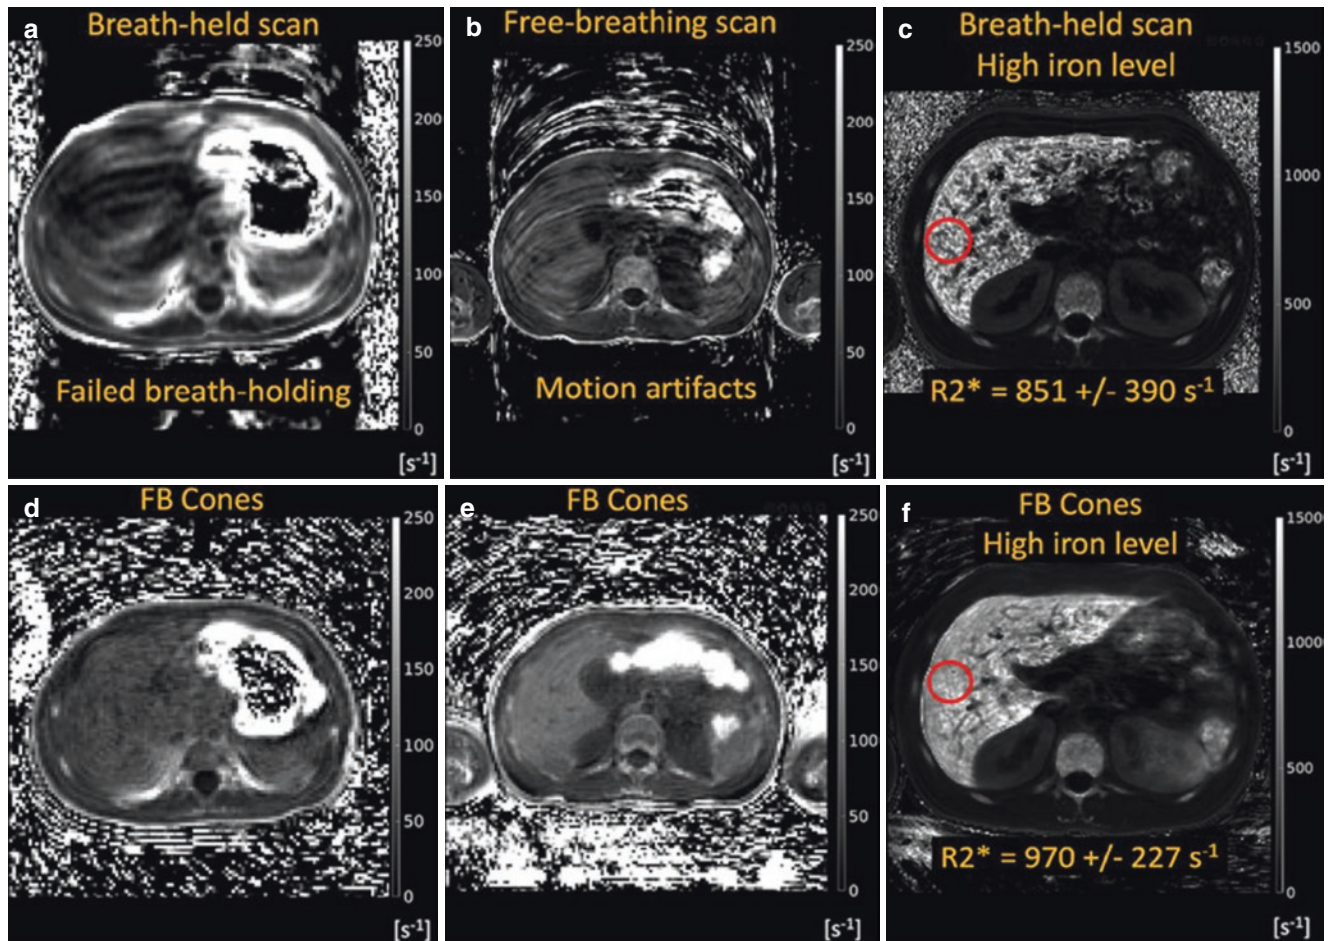 a
Breath-held scan
250
200
150
100
50
0
Failed breath-holding
[s-1]
b
Free-breathing scan
250
200
150
100
50
0
Motion artifacts
[s-1]
c
Breath-held scan
High iron level
1500
1000
500
0
R2* = 851 +/- 390 s-1
[s-1]
d
FB Cones
250
200
150
100
50
0
[s-1]
e
FB Cones
250
200
150
100
50
0
[s-1]
f
FB Cones
High iron level
1500
1000
500
0
R2* = 970 +/- 227 s-1
[s-1]